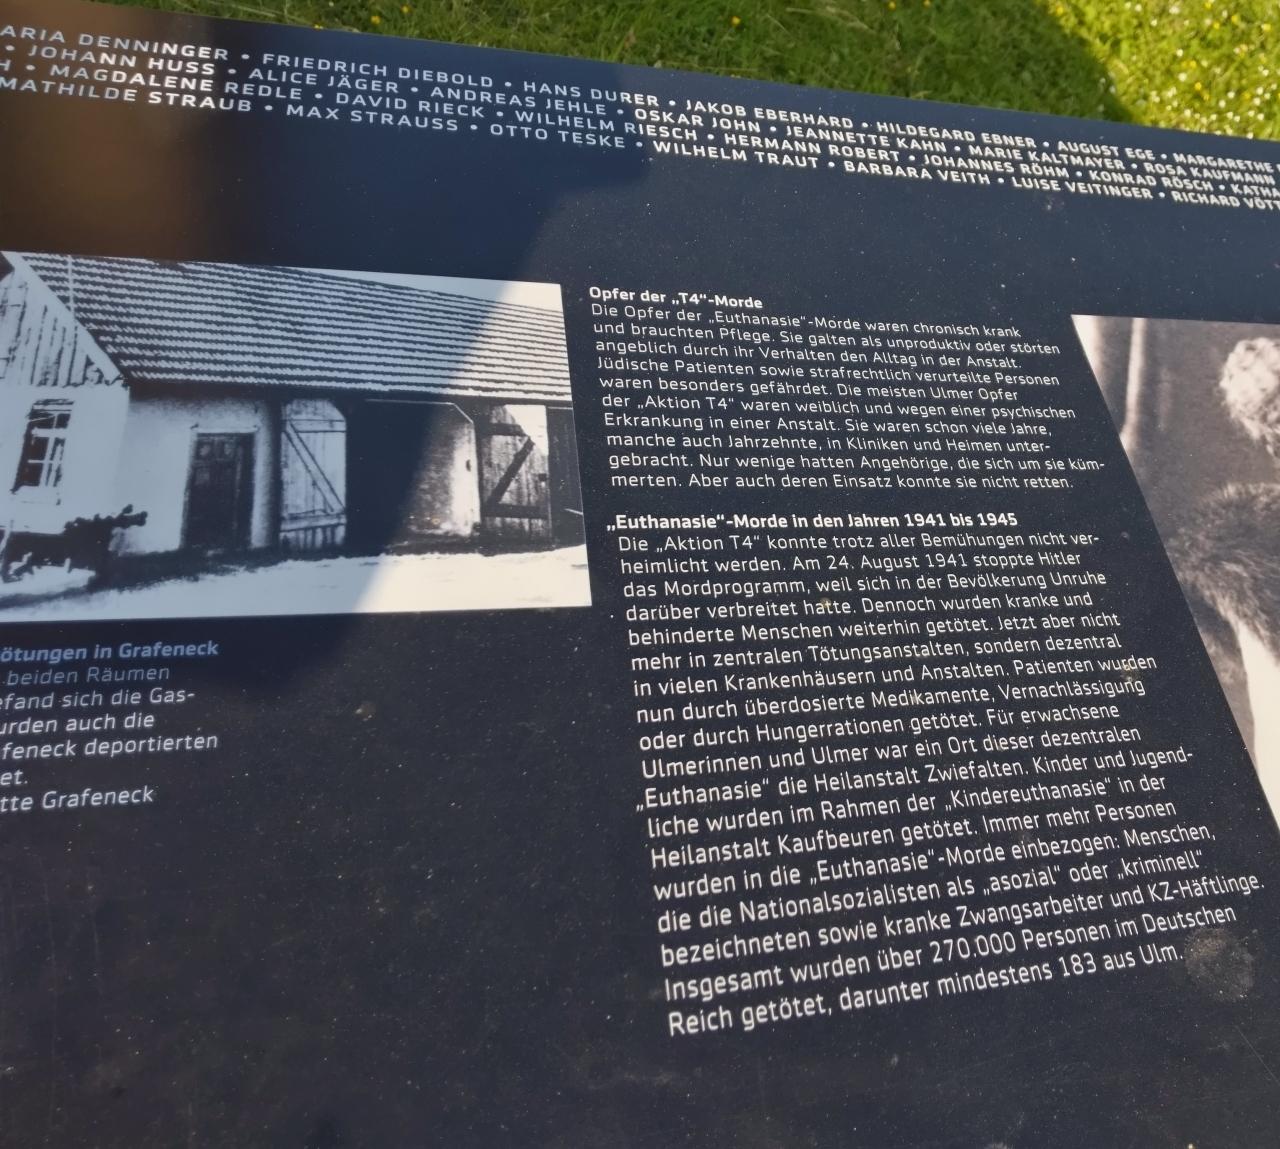 ARIA DENNINGER • FRIEDRICH DIEBOLD • HANS DURER • JAKOB EBERHARD • HILDEGARD EBNER • AUGUST EGE • MARGARETHE
• JOHANN HUSS • ALICE JÄGER • ANDREAS JEHLE • OSKAR JOHN • JEANNETTE KAHN • MARIE KALTMAYER • ROSA KAUFMANN
H • MAGDALENE REDLE • DAVID RIECK • WILHELM RIESCH • HERMANN ROBERT • JOHANNES RÖHM • KONRAD RÖSCH • KATHA
MATHILDE STRAUB • MAX STRAUSS • OTTO TESKE • WILHELM TRAUT • BARBARA VEITH • LUISE VEITINGER • RICHARD VÖTT
ötungen in Grafeneck
beiden Räumen
efand sich die Gas-
urden auch die
feneck deportierten
et.
tte Grafeneck
Opfer der „T4“-Morde
Die Opfer der „Euthanasie“-Morde waren chronisch krank
und brauchten Pflege. Sie galten als unproduktiv oder störten
angeblich durch ihr Verhalten den Alltag in der Anstalt.
Jüdische Patienten sowie strafrechtlich verurteilte Personen
waren besonders gefährdet. Die meisten Ulmer Opfer
der „Aktion T4“ waren weiblich und wegen einer psychischen
Erkrankung in einer Anstalt. Sie waren schon viele Jahre,
manche auch Jahrzehnte, in Kliniken und Heimen unter-
gebracht. Nur wenige hatten Angehörige, die sich um sie küm-
merten. Aber auch deren Einsatz konnte sie nicht retten.
„Euthanasie“-Morde in den Jahren 1941 bis 1945
Die „Aktion T4“ konnte trotz aller Bemühungen nicht ver-
heimlicht werden. Am 24. August 1941 stoppte Hitler
das Mordprogramm, weil sich in der Bevölkerung Unruhe
darüber verbreitet hatte. Dennoch wurden kranke und
behinderte Menschen weiterhin getötet. Jetzt aber nicht
mehr in zentralen Tötungsanstalten, sondern dezentral
in vielen Krankenhäusern und Anstalten. Patienten wurden
nun durch überdosierte Medikamente, Vernachlässigung
oder durch Hungerrationen getötet. Für erwachsene
Ulmerinnen und Ulmer war ein Ort dieser dezentralen
„Euthanasie“ die Heilanstalt Zwiefalten. Kinder und Jugend-
liche wurden im Rahmen der „Kindereuthanasie“ in der
Heilanstalt Kaufbeuren getötet. Immer mehr Personen
wurden in die „Euthanasie“-Morde einbezogen: Menschen,
die die Nationalsozialisten als „asozial“ oder „kriminell“
bezeichneten sowie kranke Zwangsarbeiter und KZ-Häftlinge.
Insgesamt wurden über 270.000 Personen im Deutschen
Reich getötet, darunter mindestens 183 aus Ulm.